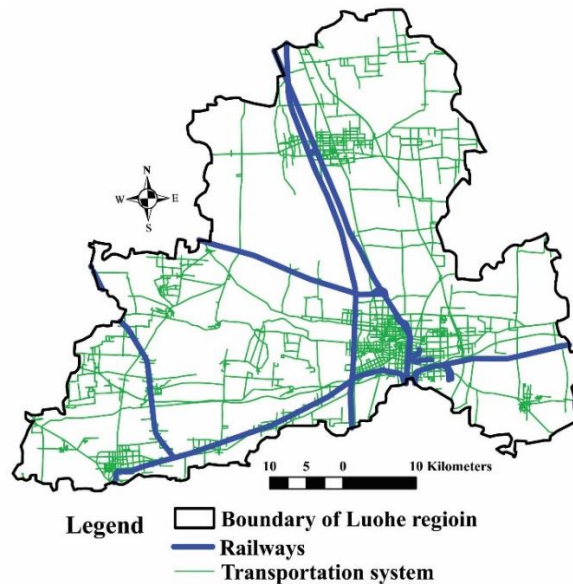 N
W E
S
10 5 0 10 Kilometers
Legend
Boundary of Luohe regioin
Railways
Transportation system